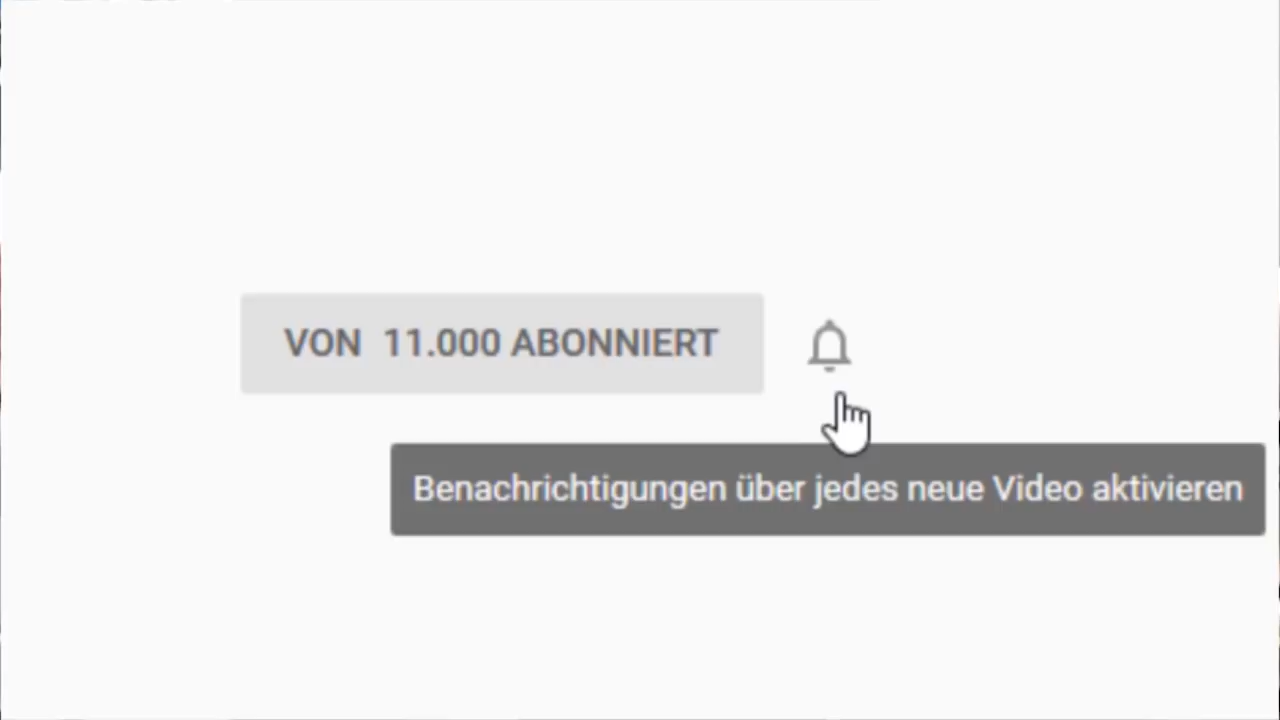 VON 11.000 ABONNIERT
Benachrichtigungen über jedes neue Video aktivieren